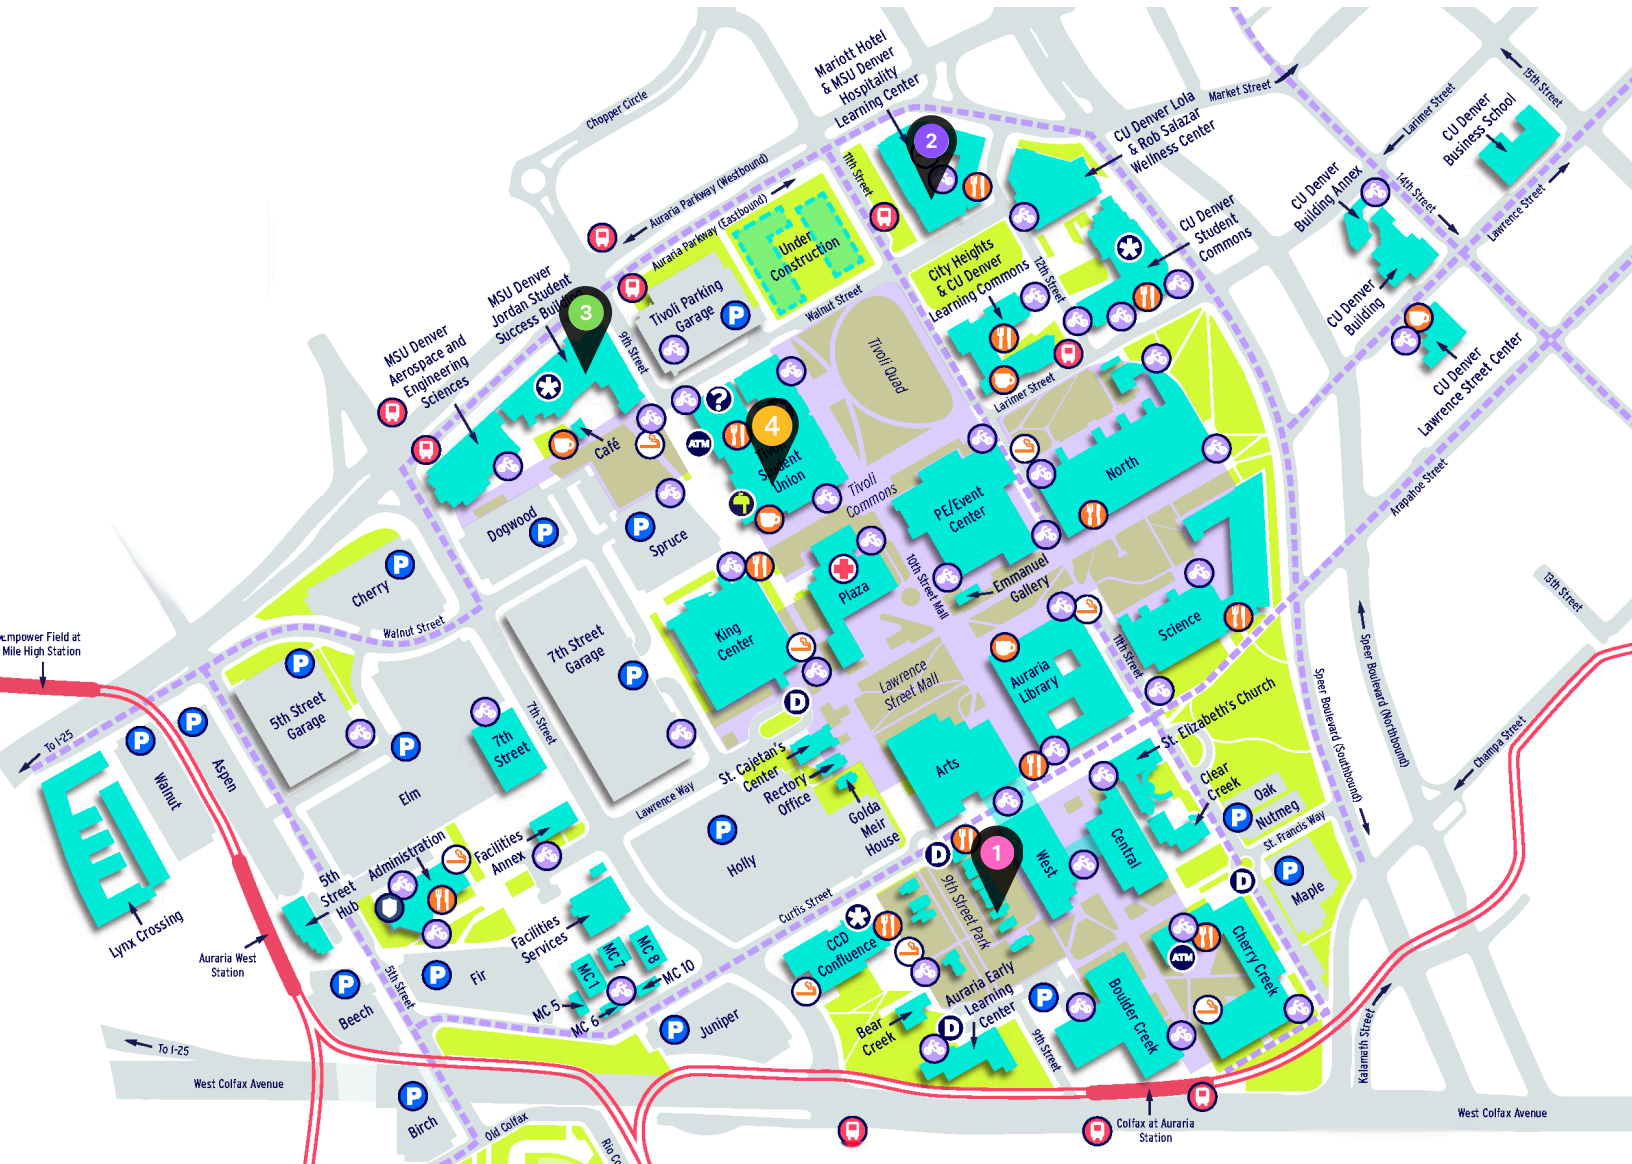 Chopper Circle
Mariott Hotel
& MSU Denver
Hospitality
Learning Center
Market Street
15th Street
Larimer Street
CU Denver
Business School
CU Denver Lola
& Rob Salazar
Wellness Center
2
11th Street
Auraria Parkway (Westbound)
Auraria Parkway (Eastbound)
Under
Construction
CU Denver
Building Annex
14th Street
Lawrence Street
CU Denver
Student
Commons
City Heights
& CU Denver
Learning Commons
12th Street
CU Denver
Building
MSU Denver
Jordan Student
Success Building
3
Tivoli Parking
Garage
P
Walnut Street
9th Street
MSU Denver
Aerospace and
Engineering
Sciences
Tivoli Quad
Larimer Street
CU Denver
Lawrence Street Center
?
ATM
4
Tivoli
Student
Union
Café
Tivoli
Commons
North
Arapahoe Street
PE/Event
Center
Dogwood
P
P
Spruce
P
Cherry
Plaza
10th Street Mall
Emmanuel
Gallery
13th Street
Empower Field at
Mile High Station
Walnut Street
7th Street
Garage
P
King
Center
Science
11th Street
Auraria
Library
Lawrence
Street Mall
P
5th Street
Garage
P
D
St. Elizabeth's Church
Speer Boulevard (Northbound)
Speer Boulevard (Southbound)
To I-25
P
P
Walnut
Aspen
7th Street
7th
Street
Elm
St. Cajetan's
Center
Rectory
Office
Golda
Meir
House
Arts
Champa Street
Clear
Creek
Lawrence Way
P
Holly
P
Oak
Nutmeg
St. Francis Way
Central
West
Administration
Facilities
Annex
D
1
9th Street Park
P
D
Maple
5th
Street
Hub
Lynx Crossing
Auraria West
Station
Curtis Street
Facilities
Services
CCD
Confluence
ATM
Cherry Creek
MC 1
MC 7
MC 8
MC 10
MC 5
MC 6
P
Fir
5th Street
P
Beech
Auraria Early
Learning
Center
Bear
Creek
D
P
9th Street
Boulder Creek
P
Juniper
Kalamath Street
To I-25
West Colfax Avenue
P
Birch
Old Colfax
Rio Co
Colfax at Auraria
Station
West Colfax Avenue